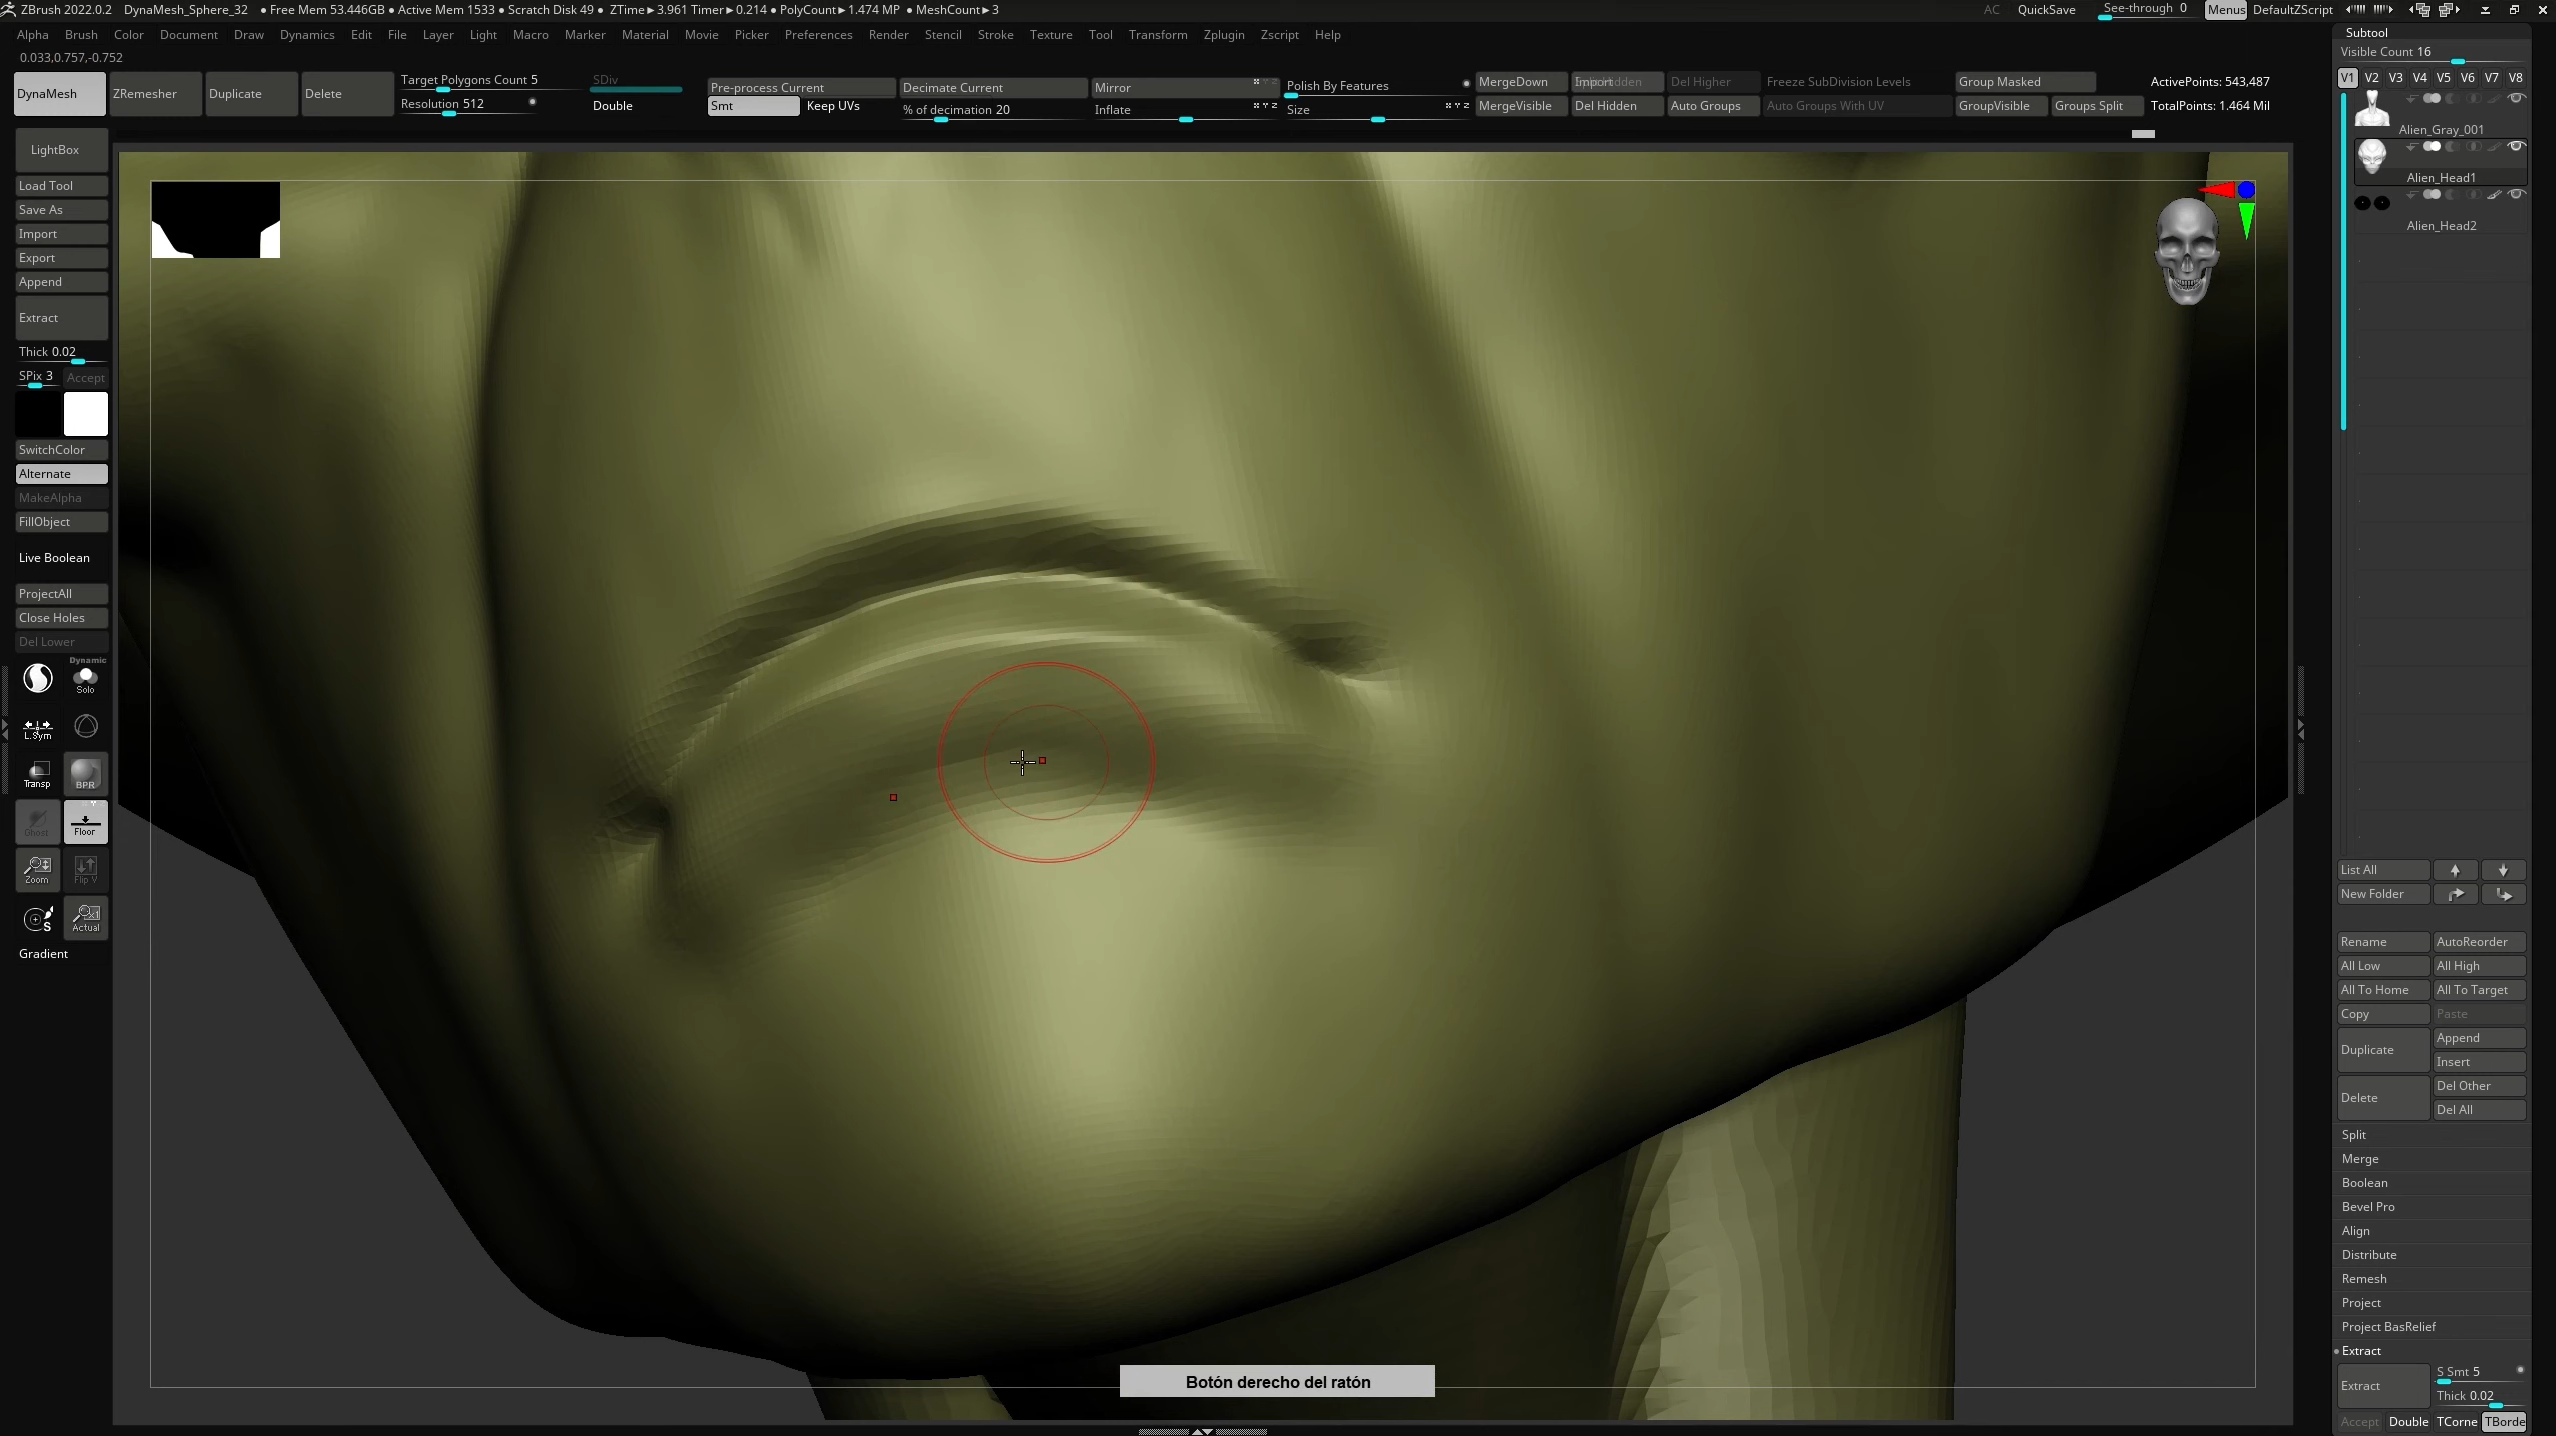 ZBrush 2022.0.2 DynaMesh_Sphere_32 ● Free Mem 53.446GB ● Active Mem 1533 ● Scratch Disk 49 ● ZTime►3.961 Timer►0.214 ● PolyCount►1.474 MP ● MeshCount►3 AC QuickSave See-through 0 Menus DefaultZScript
Alpha Brush Color Document Draw Dynamics Edit File Layer Light Macro Marker Material Movie Picker Preferences Render Stencil Stroke Texture Tool Transform Zplugin Zscript Help
0.033,0.757,-0.752
DynaMesh ZRemesher Duplicate Delete
Target Polygons Count 5
Resolution 512
SDiv
Double
Pre-process Current
Smt Keep UVs
Decimate Current
% of decimation 20
Mirror
Inflate
Polish By Features
Size
MergeDown Del Higher Freeze SubDivision Levels Group Masked
MergeVisible Del Hidden Auto Groups Auto Groups With UV GroupVisible Groups Split
ActivePoints: 543,487
TotalPoints: 1.464 Mil
LightBox
Load Tool
Save As
Import
Export
Append
Extract
Thick 0.02
SPix 3 Accept
SwitchColor
Alternate
MakeAlpha
FillObject
Live Boolean
ProjectAll
Close Holes
Del Lower
Dynamic
Solo
L.Sym
Transp BPR
Ghost Floor
Zoom Flip V
S Actual
Gradient
Botón derecho del ratón
Subtool
Visible Count 16
V1 V2 V3 V4 V5 V6 V7 V8
Alien_Gray_001
Alien_Head1
Alien_Head2
List All
New Folder
Rename AutoReorder
All Low All High
All To Home All To Target
Copy Paste
Duplicate Append
Insert
Delete Del Other
Del All
Split
Merge
Boolean
Bevel Pro
Align
Distribute
Remesh
Project
Project BasRelief
Extract
Extract S Smt 5
Thick 0.02
Accept Double TCorne TBorde